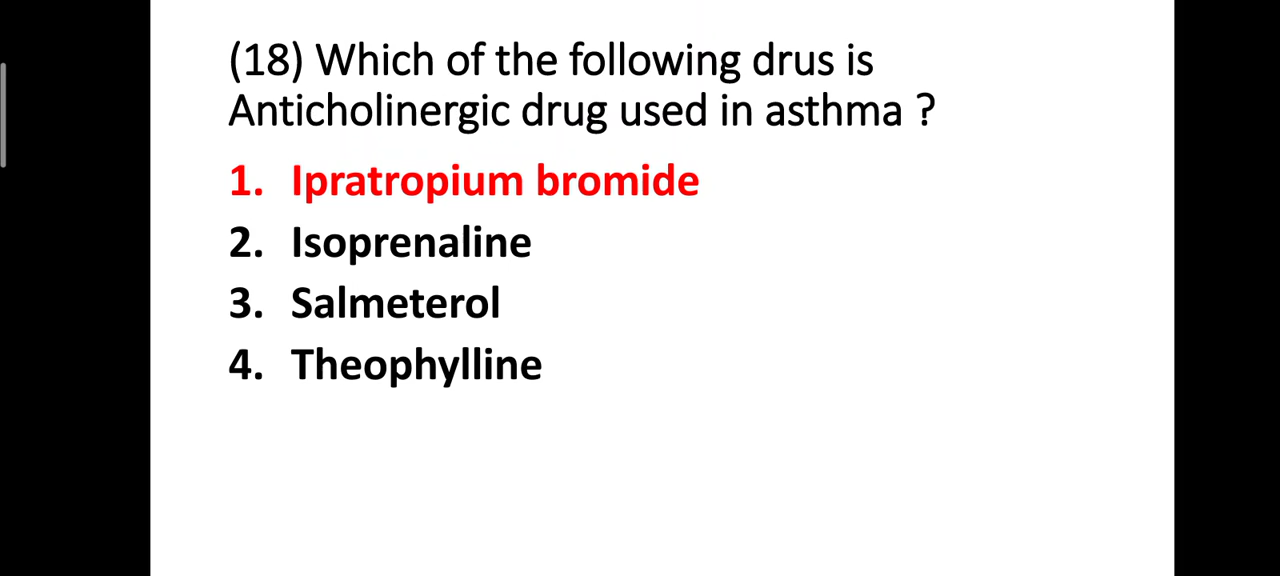 (18) Which of the following drus is
Anticholinergic drug used in asthma ?
1. Ipratropium bromide
2. Isoprenaline
3. Salmeterol
4. Theophylline